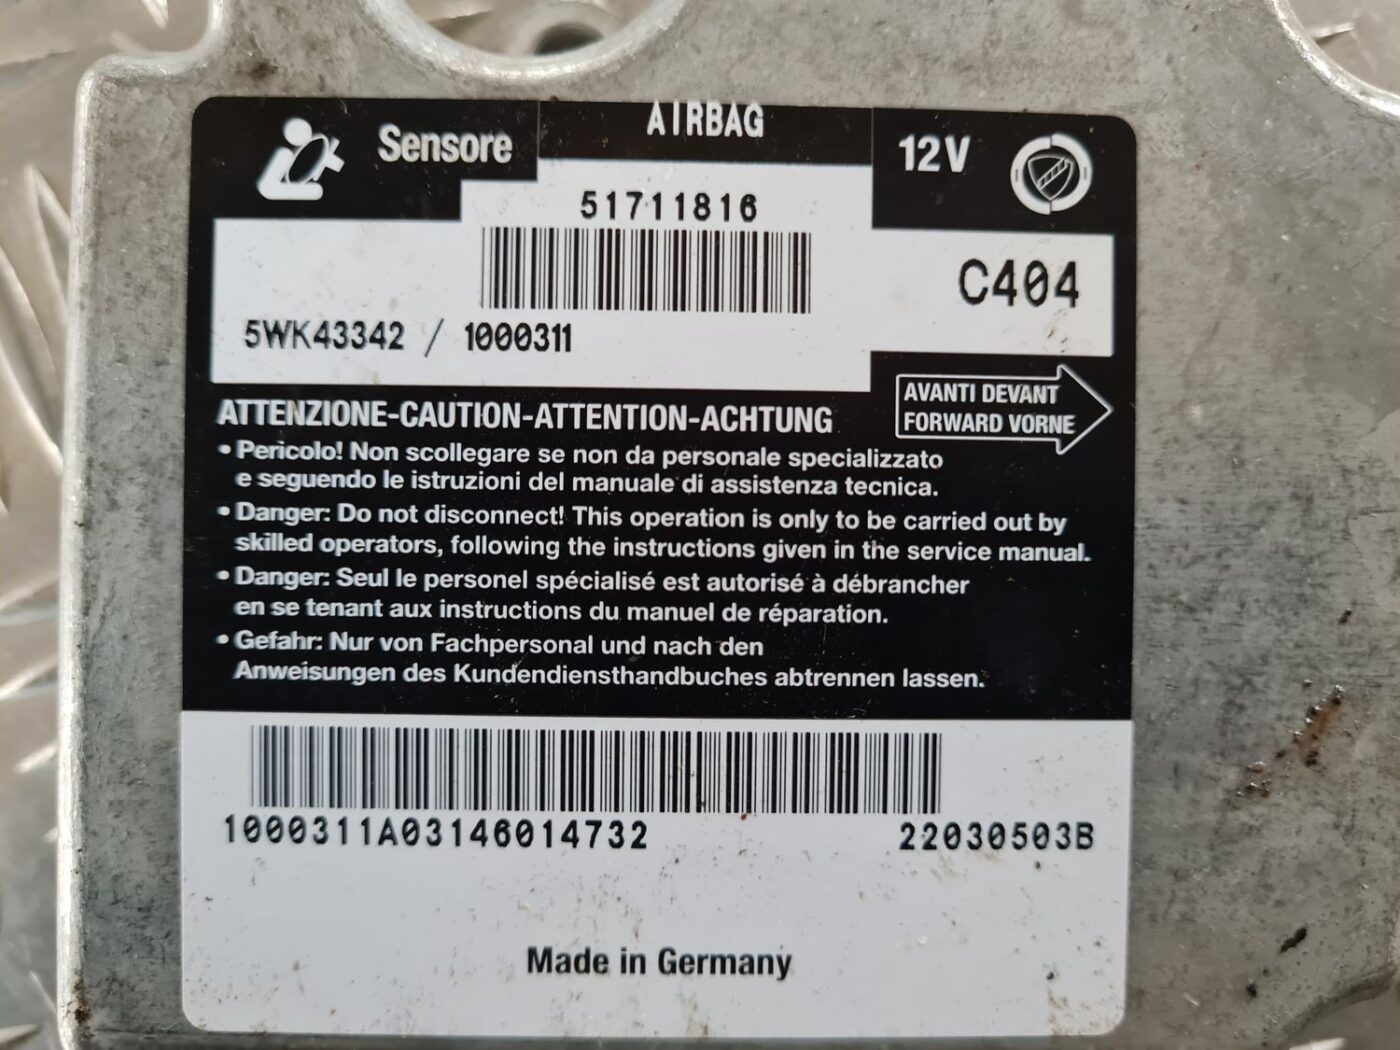 AIRBAG
Sensore
12V
51711816
C404
5WK43342 / 1000311
AVANTI DEVANT
FORWARD VORNE
ATTENZIONE-CAUTION-ATTENTION-ACHTUNG
• Pericolo! Non scollegare se non da personale specializzato
e seguendo le istruzioni del manuale di assistenza tecnica.
• Danger: Do not disconnect! This operation is only to be carried out by
skilled operators, following the instructions given in the service manual.
• Danger: Seul le personel spécialisé est autorisé à débrancher
en se tenant aux instructions du manuel de réparation.
• Gefahr: Nur von Fachpersonal und nach den
Anweisungen des Kundendiensthandbuches abtrennen lassen.
1000311A03146014732 22030503B
Made in Germany